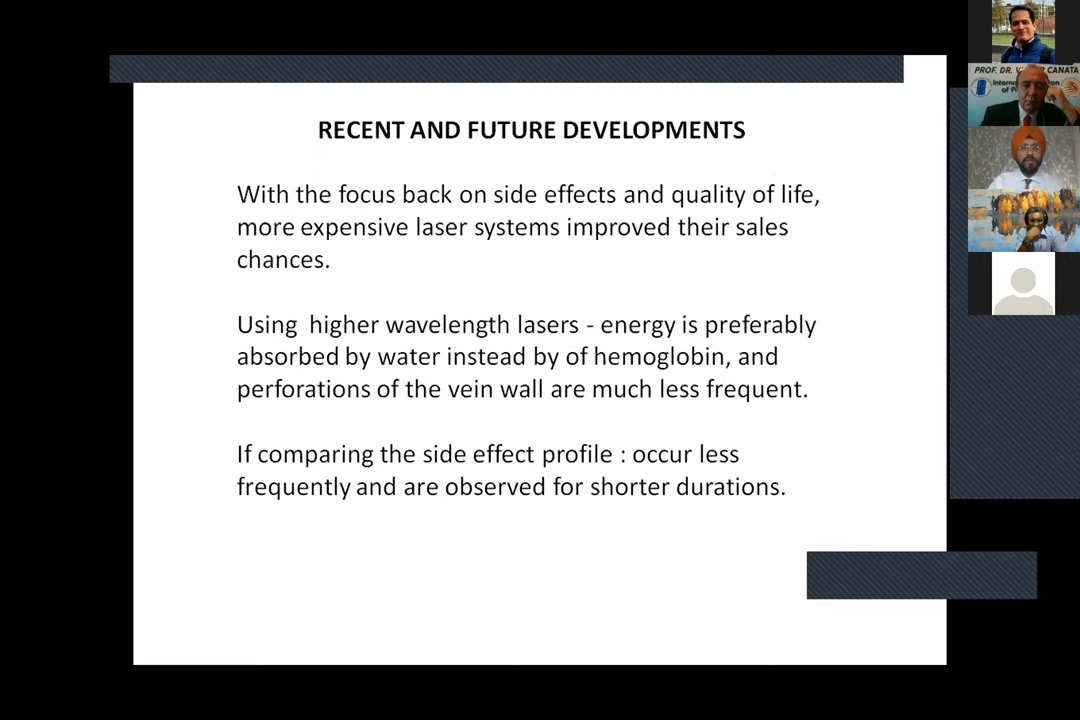 RECENT AND FUTURE DEVELOPMENTS
With the focus back on side effects and quality of life,
more expensive laser systems improved their sales
chances.
Using higher wavelength lasers - energy is preferably
absorbed by water instead by of hemoglobin, and
perforations of the vein wall are much less frequent.
If comparing the side effect profile : occur less
frequently and are observed for shorter durations.
PROF. DR. CANATA